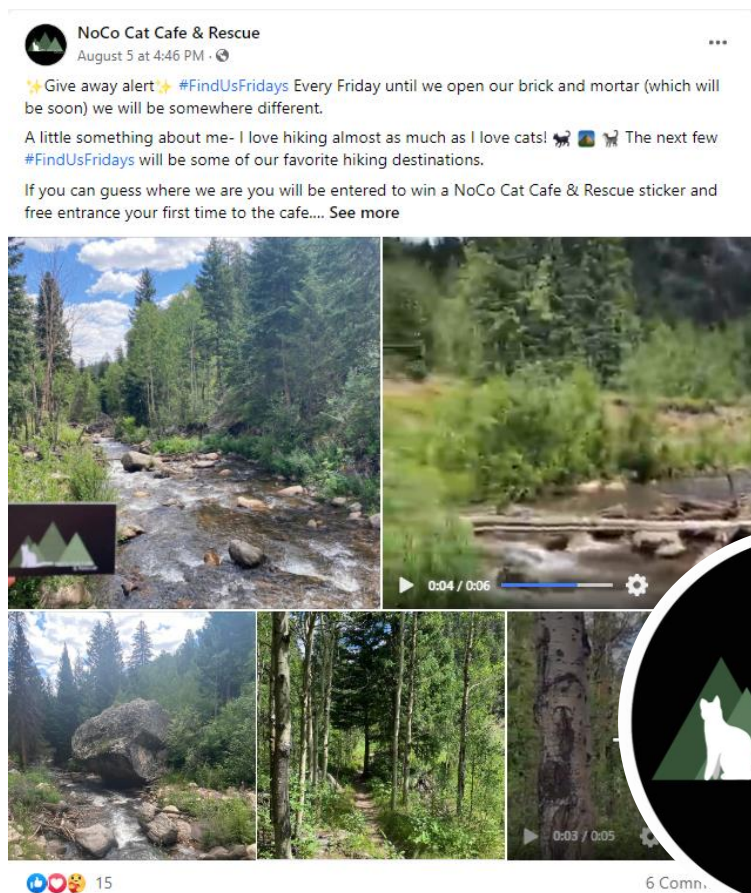 NoCo Cat Cafe & Rescue
August 5 at 4:46 PM ·
✨Give away alert✨ #FindUsFridays Every Friday until we open our brick and mortar (which will
be soon) we will be somewhere different.
A little something about me- I love hiking almost as much as I love cats! 🐈‍⬛ 🏞️ 🐈 The next few
#FindUsFridays will be some of our favorite hiking destinations.
If you can guess where we are you will be entered to win a NoCo Cat Cafe & Rescue sticker and
free entrance your first time to the cafe.... See more
0:04 / 0:06
0:03 / 0:05
15
6 Comm